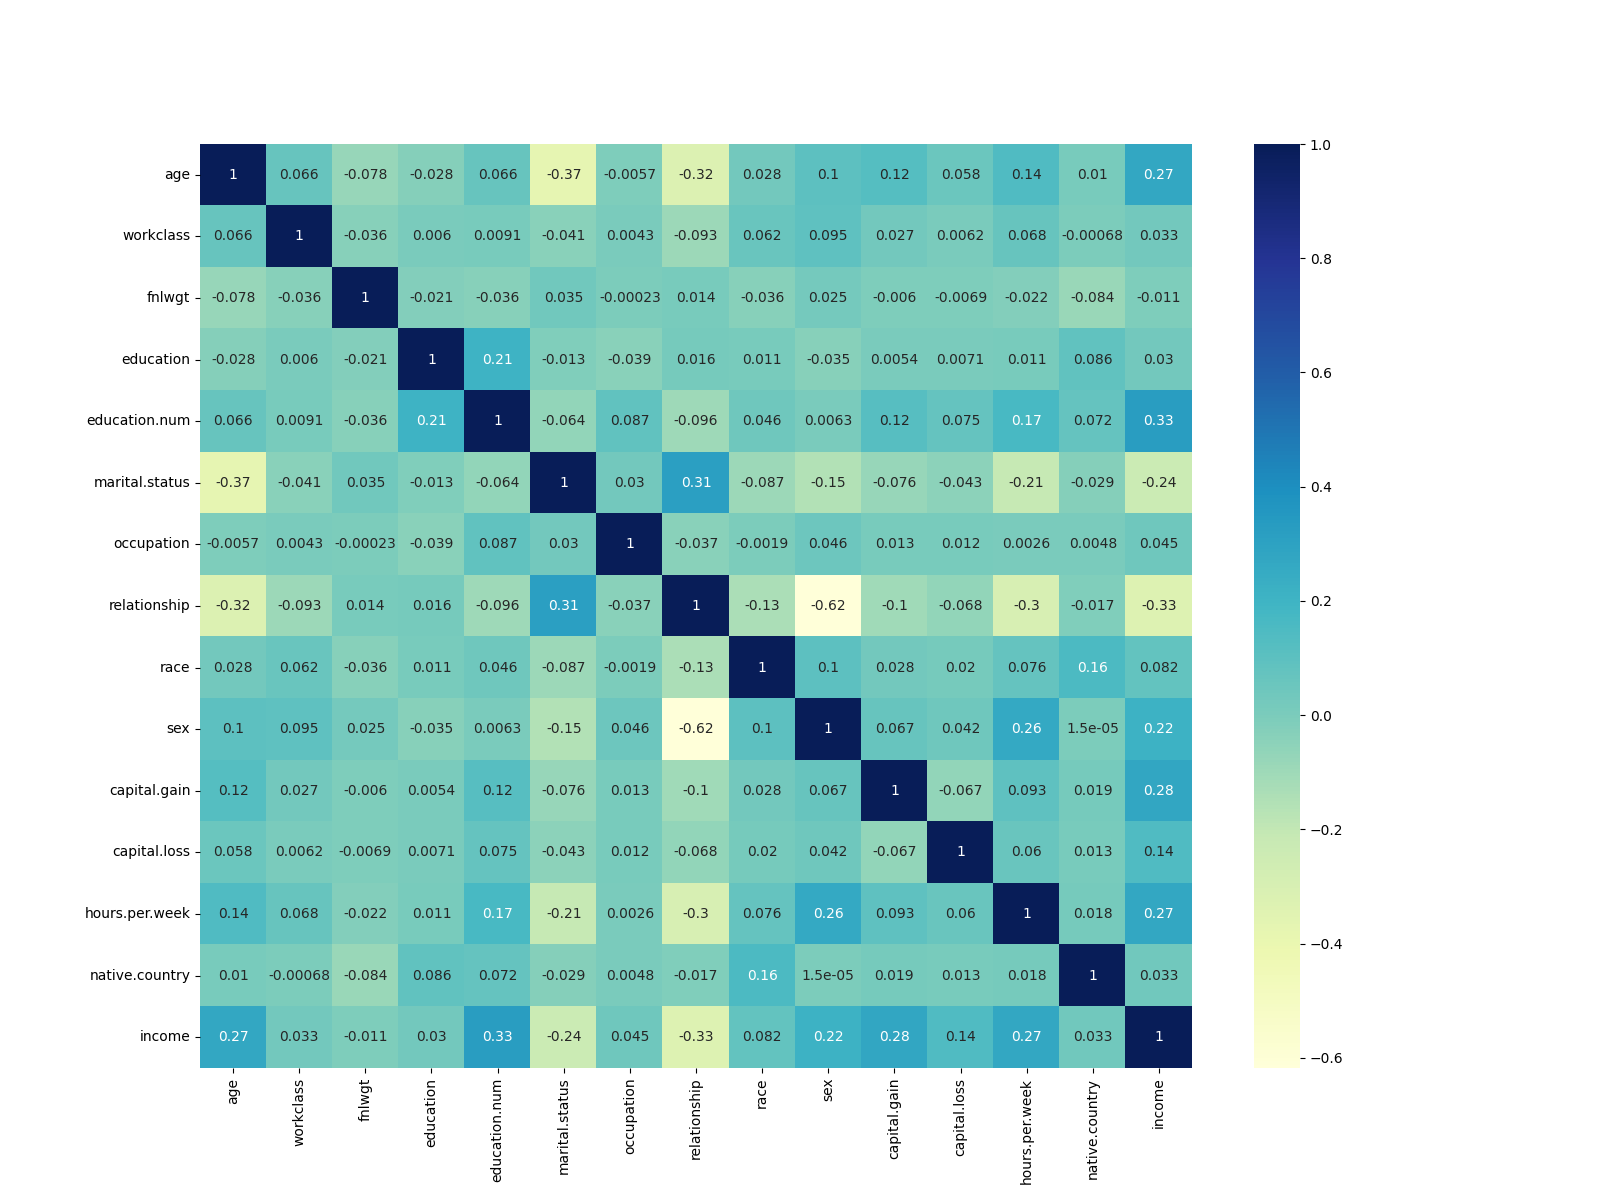 age 1 0.066 -0.078 -0.028 0.066 -0.37 -0.0057 -0.32 0.028 0.1 0.12 0.058 0.14 0.01 0.27
workclass 0.066 1 -0.036 0.006 0.0091 -0.041 0.0043 -0.093 0.062 0.095 0.027 0.0062 0.068 -0.00068 0.033
fnlwgt -0.078 -0.036 1 -0.021 -0.036 0.035 -0.00023 0.014 -0.036 0.025 -0.006 -0.0069 -0.022 -0.084 -0.011
education -0.028 0.006 -0.021 1 0.21 -0.013 -0.039 0.016 0.011 -0.035 0.0054 0.0071 0.011 0.086 0.03
education.num 0.066 0.0091 -0.036 0.21 1 -0.064 0.087 -0.096 0.046 0.0063 0.12 0.075 0.17 0.072 0.33
marital.status -0.37 -0.041 0.035 -0.013 -0.064 1 0.03 0.31 -0.087 -0.15 -0.076 -0.043 -0.21 -0.029 -0.24
occupation -0.0057 0.0043 -0.00023 -0.039 0.087 0.03 1 -0.037 -0.0019 0.046 0.013 0.012 0.0026 0.0048 0.045
relationship -0.32 -0.093 0.014 0.016 -0.096 0.31 -0.037 1 -0.13 -0.62 -0.1 -0.068 -0.3 -0.017 -0.33
race 0.028 0.062 -0.036 0.011 0.046 -0.087 -0.0019 -0.13 1 0.1 0.028 0.02 0.076 0.16 0.082
sex 0.1 0.095 0.025 -0.035 0.0063 -0.15 0.046 -0.62 0.1 1 0.067 0.042 0.26 1.5e-05 0.22
capital.gain 0.12 0.027 -0.006 0.0054 0.12 -0.076 0.013 -0.1 0.028 0.067 1 -0.067 0.093 0.019 0.28
capital.loss 0.058 0.0062 -0.0069 0.0071 0.075 -0.043 0.012 -0.068 0.02 0.042 -0.067 1 0.06 0.013 0.14
hours.per.week 0.14 0.068 -0.022 0.011 0.17 -0.21 0.0026 -0.3 0.076 0.26 0.093 0.06 1 0.018 0.27
native.country 0.01 -0.00068 -0.084 0.086 0.072 -0.029 0.0048 -0.017 0.16 1.5e-05 0.019 0.013 0.018 1 0.033
income 0.27 0.033 -0.011 0.03 0.33 -0.24 0.045 -0.33 0.082 0.22 0.28 0.14 0.27 0.033 1
age workclass fnlwgt education education.num marital.status occupation relationship race sex capital.gain capital.loss hours.per.week native.country income
1.0
0.8
0.6
0.4
0.2
0.0
−0.2
−0.4
−0.6